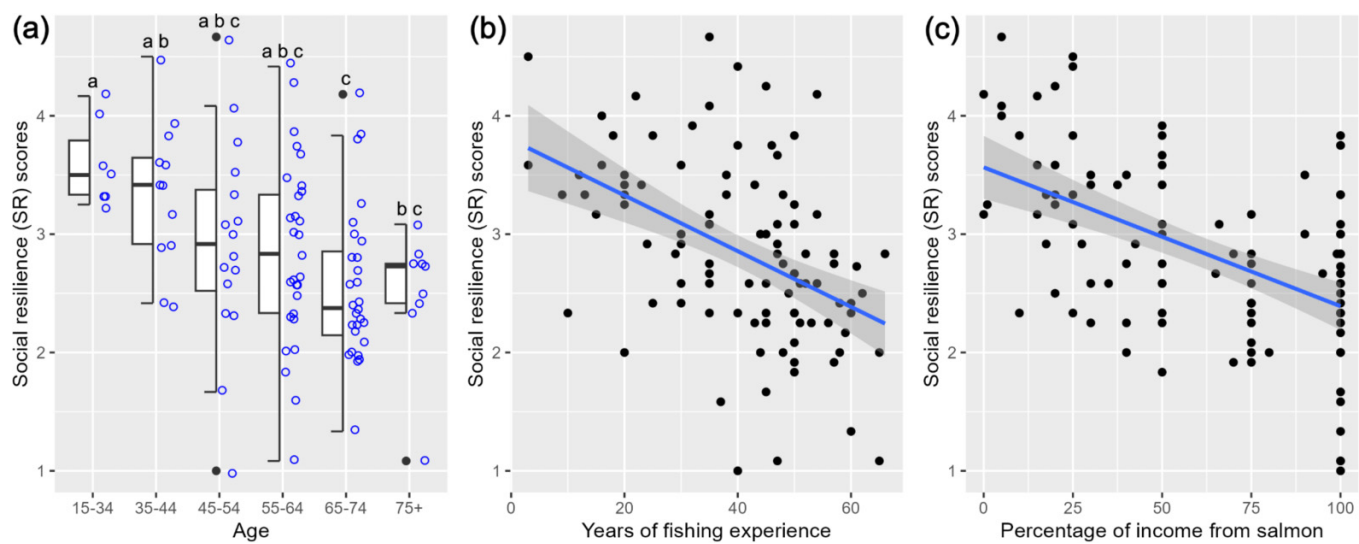 (a)
Social resilience (SR) scores
4
3
2
1
a
a b
a b c
a b c
c
b c
15-34
35-44
45-54
55-64
65-74
75+
Age
(b)
Social resilience (SR) scores
4
3
2
1
0
20
40
60
Years of fishing experience
(c)
Social resilience (SR) scores
4
3
2
1
0
25
50
75
100
Percentage of income from salmon